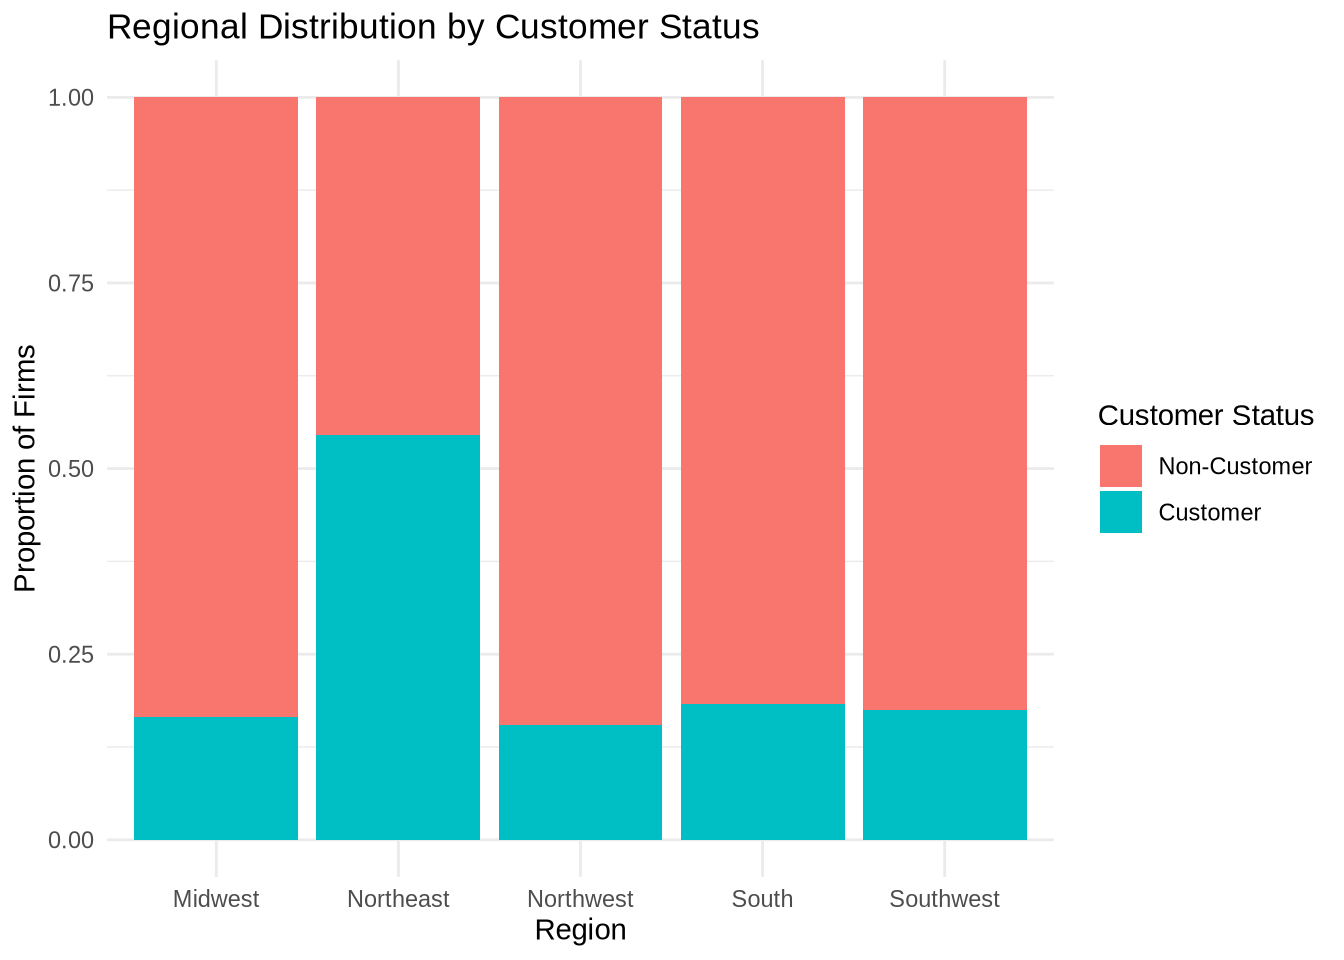 Regional Distribution by Customer Status
1.00
0.75
0.50
0.25
0.00
Proportion of Firms
Midwest
Northeast
Northwest
South
Southwest
Region
Customer Status
Non-Customer
Customer